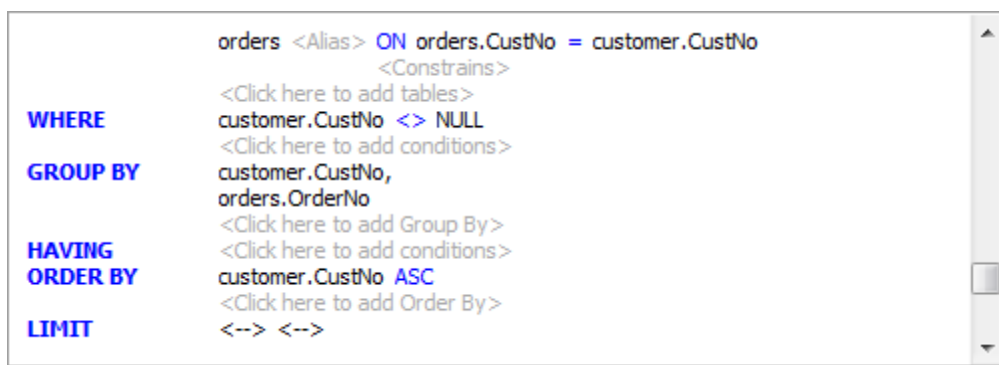 orders <Alias> ON orders.CustNo = customer.CustNo
<Constrains>
<Click here to add tables>
WHERE customer.CustNo <> NULL
<Click here to add conditions>
GROUP BY customer.CustNo,
orders.OrderNo
<Click here to add Group By>
HAVING <Click here to add conditions>
ORDER BY customer.CustNo ASC
<Click here to add Order By>
LIMIT <--> <-->